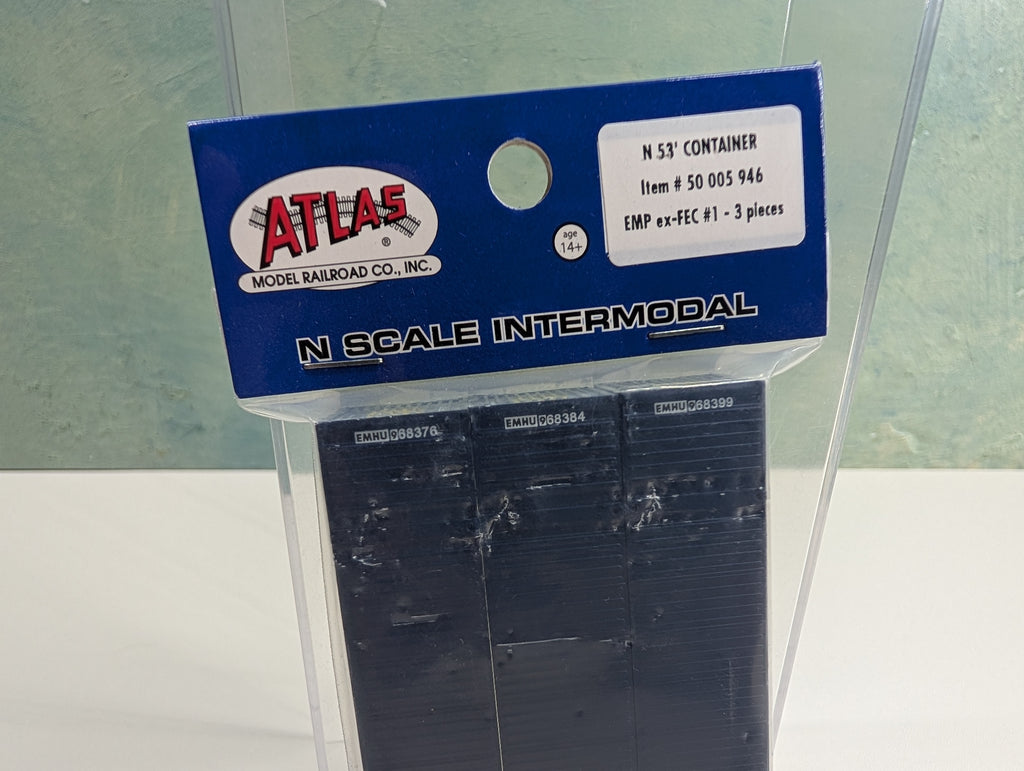 ATLAS
®
MODEL RAILROAD CO., INC.
age
14+
N 53' CONTAINER
Item # 50 005 946
EMP ex-FEC #1 - 3 pieces
N SCALE INTERMODAL
EMHU 968376
EMHU 968384
EMHU 968399